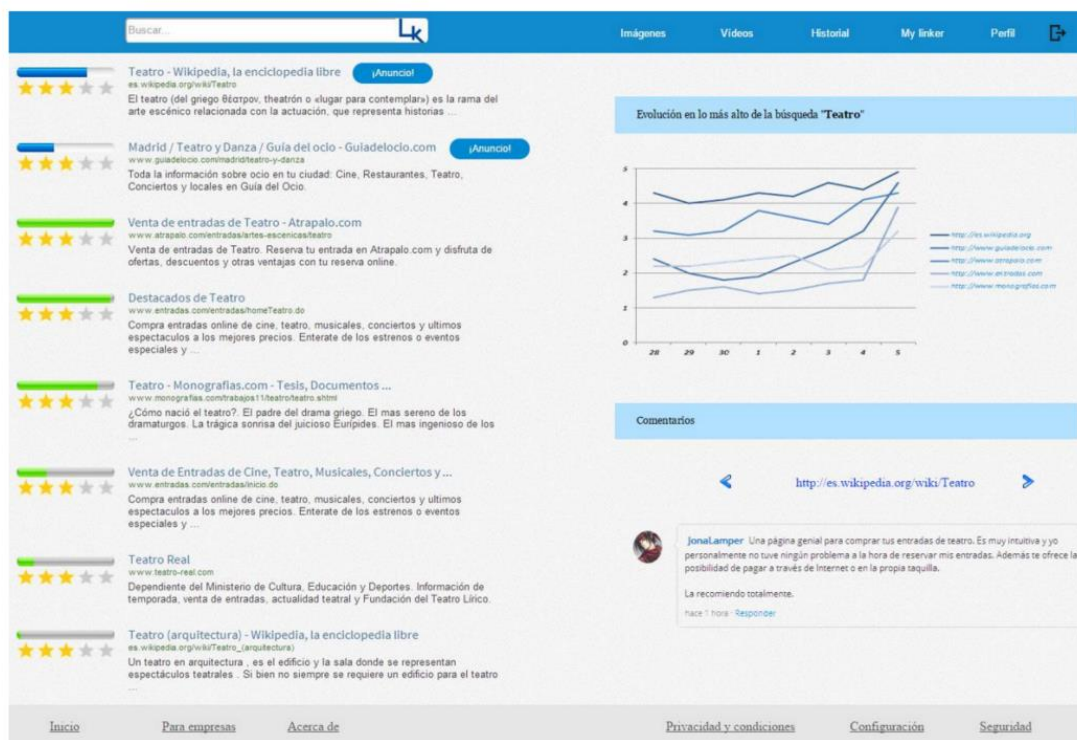 Buscar...
LK
Imágenes
Vídeos
Historial
My linker
Perfil
Teatro - Wikipedia, la enciclopedia libre
¡Anuncio!
es.wikipedia.org/wiki/Teatro
El teatro (del griego θέατρον, theatrón o «lugar para contemplar») es la rama del
arte escénico relacionada con la actuación, que representa historias ...
Madrid / Teatro y Danza / Guía del ocio - Guiadelocio.com
¡Anuncio!
www.guiadelocio.com/madrid/teatro-y-danza
Toda la información sobre ocio en tu ciudad: Cine, Restaurantes, Teatro,
Conciertos y locales en Guía del Ocio.
Venta de entradas de Teatro - Atrapalo.com
www.atrapalo.com/entradas/artes-escenicas/teatro
Venta de entradas de Teatro. Reserva tu entrada en Atrapalo.com y disfruta de
ofertas, descuentos y otras ventajas con tu reserva online.
Destacados de Teatro
www.entradas.com/entradas/homeTeatro.do
Compra entradas online de cine, teatro, musicales, conciertos y ultimos
espectaculos a los mejores precios. Enterate de los estrenos o eventos
especiales y ...
Teatro - Monografias.com - Tesis, Documentos ...
www.monografias.com/trabajos11/teatro/teatro.shtml
¿Cómo nació el teatro?. El padre del drama griego. El mas sereno de los
dramaturgos. La trágica sonrisa del juicioso Eurípides. El mas ingenioso de los
...
Venta de Entradas de Cine, Teatro, Musicales, Conciertos y ...
www.entradas.com/entradas/inicio.do
Compra entradas online de cine, teatro, musicales, conciertos y ultimos
espectaculos a los mejores precios. Enterate de los estrenos o eventos
especiales y ...
Teatro Real
www.teatro-real.com
Dependiente del Ministerio de Cultura, Educación y Deportes. Información de
temporada, venta de entradas, actualidad teatral y Fundación del Teatro Lírico.
Teatro (arquitectura) - Wikipedia, la enciclopedia libre
es.wikipedia.org/wiki/Teatro_(arquitectura)
Un teatro en arquitectura , es el edificio y la sala donde se representan
espectáculos teatrales . Si bien no siempre se requiere un edificio para el teatro
...
Evolución en lo más alto de la búsqueda "Teatro"
5
4
3
2
1
0
28 29 30 1 2 3 4 5
http://es.wikipedia.org
http://www.guiadelocio.com
http://www.atrapalo.com
http://www.entradas.com
http://www.monografias.com
Comentarios
http://es.wikipedia.org/wiki/Teatro
JonaLamper Una página genial para comprar tus entradas de teatro. Es muy intuitiva y yo
personalmente no tuve ningún problema a la hora de reservar mis entradas. Además te ofrece la
posibilidad de pagar a través de Internet o en la propia taquilla.
La recomiendo totalmente.
hace 1 hora · Responder
Inicio
Para empresas
Acerca de
Privacidad y condiciones
Configuración
Seguridad